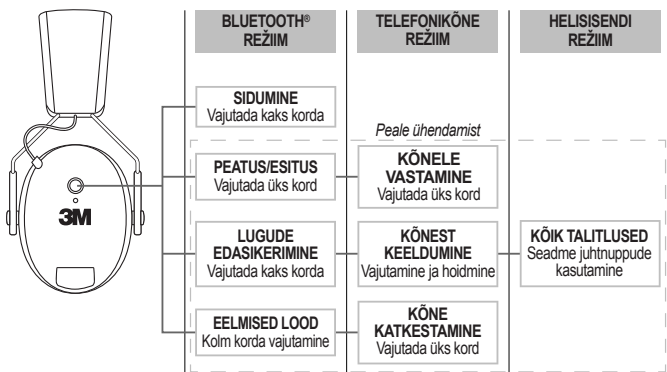 BLUETOOTH®
REŽIIM
TELEFONIKÕNE
REŽIIM
HELISISENDI
REŽIIM
SIDUMINE
Vajutada kaks korda
Peale ühendamist
PEATUS/ESITUS
Vajutada üks kord
KÕNELE
VASTAMINE
Vajutada üks kord
3M
LUGUDE
EDASIKERIMINE
Vajutada kaks korda
KÕNEST
KEELDUMINE
Vajutamine ja hoidmine
KÕIK TALITLUSED
Seadme juhtnuppude
kasutamine
EELMISED LOOD
Kolm korda vajutamine
KÕNE
KATKESTAMINE
Vajutada üks kord